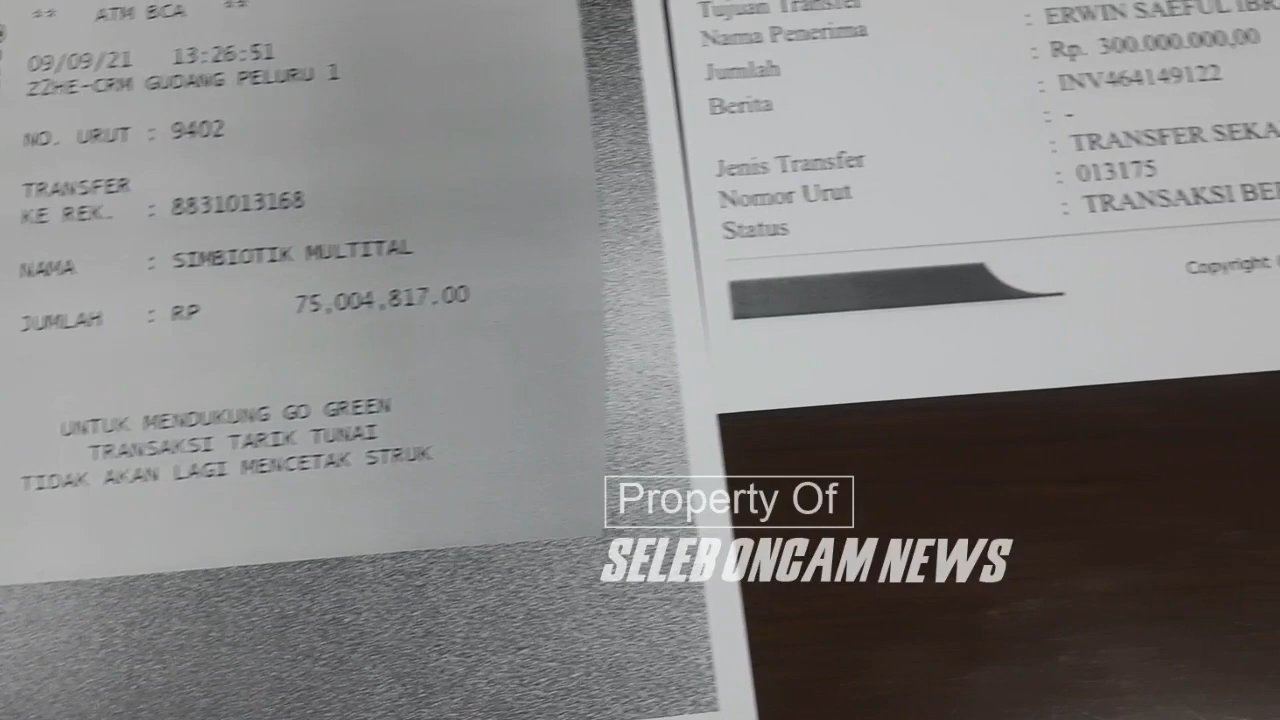 ** ATM BCA **
09/09/21 13:26:51
ZZHE-CRM GUDANG PELURU 1
NO. URUT : 9402
TRANSFER
KE REK. : 8831013168
NAMA : SIMBIOTIK MULTITAL
JUMLAH : RP 75,004,817.00
UNTUK MENDUKUNG GO GREEN
TRANSAKSI TARIK TUNAI
TIDAK AKAN LAGI MENCETAK STRUK
Tujuan Transfer
Nama Penerima : ERWIN SAEFUL IBR
Jumlah : Rp. 300.000.000,00
Berita : INV464149122
: -
Jenis Transfer : TRANSFER SEKA
Nomor Urut : 013175
Status : TRANSAKSI BE
Copyright
Property Of
SELEB ONCAM NEWS